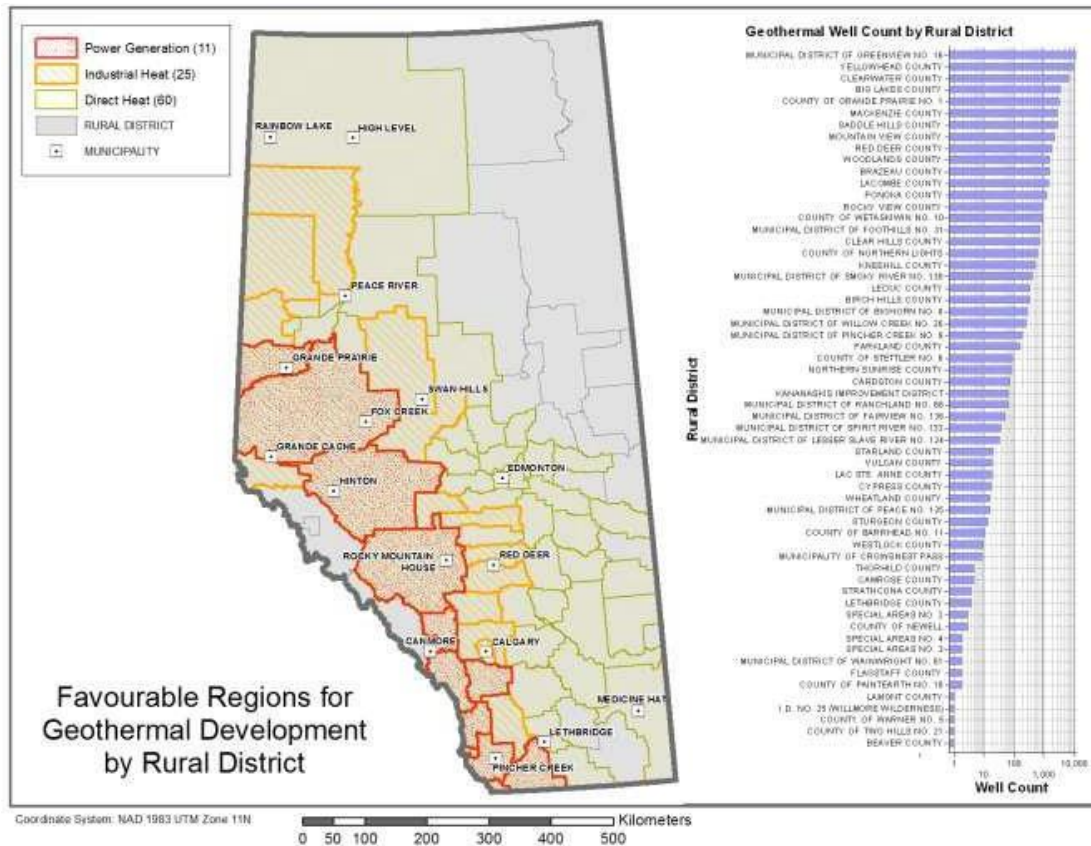 Power Generation (11)
Industrial Heat (25)
Direct Heat (60)
RURAL DISTRICT
MUNICIPALITY
RAINBOW LAKE
HIGH LEVEL
PEACE RIVER
GRANDE PRAIRIE
SWAN HILLS
FOX CREEK
GRANDE CACHE
EDMONTON
HINTON
ROCKY MOUNTAIN
HOUSE
RED DEER
CANMORE
CALGARY
MEDICINE HAT
LETHBRIDGE
PINCHER CREEK
Favourable Regions for
Geothermal Development
by Rural District
Coordinate System: NAD 1983 UTM Zone 11N
Kilometers
0 50 100 200 300 400 500
Geothermal Well Count by Rural District
Rural District
MUNICIPAL DISTRICT OF GREENVIEW NO. 16
YELLOWHEAD COUNTY
CLEARWATER COUNTY
BIG LAKES COUNTY
COUNTY OF GRANDE PRAIRIE NO. 1
MACKENZIE COUNTY
SADDLE HILLS COUNTY
MOUNTAIN VIEW COUNTY
RED DEER COUNTY
WOODLANDS COUNTY
BRAZEAU COUNTY
LACOMBE COUNTY
PONOKA COUNTY
ROCKY VIEW COUNTY
COUNTY OF WETASKIWIN NO. 10
MUNICIPAL DISTRICT OF FOOTHILLS NO. 31
CLEAR HILLS COUNTY
COUNTY OF NORTHERN LIGHTS
KNEEHILL COUNTY
MUNICIPAL DISTRICT OF SMOKY RIVER NO. 130
LEDUC COUNTY
BIRCH HILLS COUNTY
MUNICIPAL DISTRICT OF BIGHORN NO. 8
MUNICIPAL DISTRICT OF WILLOW CREEK NO. 26
MUNICIPAL DISTRICT OF PINCHER CREEK NO. 9
PARKLAND COUNTY
COUNTY OF STETTLER NO. 6
NORTHERN SUNRISE COUNTY
CARDSTON COUNTY
KANANASKIS IMPROVEMENT DISTRICT
MUNICIPAL DISTRICT OF RANCHLAND NO. 66
MUNICIPAL DISTRICT OF FAIRVIEW NO. 136
MUNICIPAL DISTRICT OF SPIRIT RIVER NO. 133
MUNICIPAL DISTRICT OF LESSER SLAVE RIVER NO. 124
STARLAND COUNTY
VULCAN COUNTY
LAC STE. ANNE COUNTY
CYPRESS COUNTY
WHEATLAND COUNTY
MUNICIPAL DISTRICT OF PEACE NO. 135
STURGEON COUNTY
COUNTY OF BARRHEAD NO. 11
WESTLOCK COUNTY
MUNICIPALITY OF CROWSNEST PASS
THORHILD COUNTY
CAMROSE COUNTY
STRATHCONA COUNTY
LETHBRIDGE COUNTY
SPECIAL AREAS NO. 2
COUNTY OF NEWELL
SPECIAL AREAS NO. 4
SPECIAL AREAS NO. 3
MUNICIPAL DISTRICT OF WAINWRIGHT NO. 61
FLAGSTAFF COUNTY
COUNTY OF PAINTEARTH NO. 18
LAMONT COUNTY
I.D. NO. 25 (WILLMORE WILDERNESS)
COUNTY OF WARNER NO. 5
COUNTY OF TWO HILLS NO. 21
BEAVER COUNTY
1 100 10,000
10 1,000
Well Count